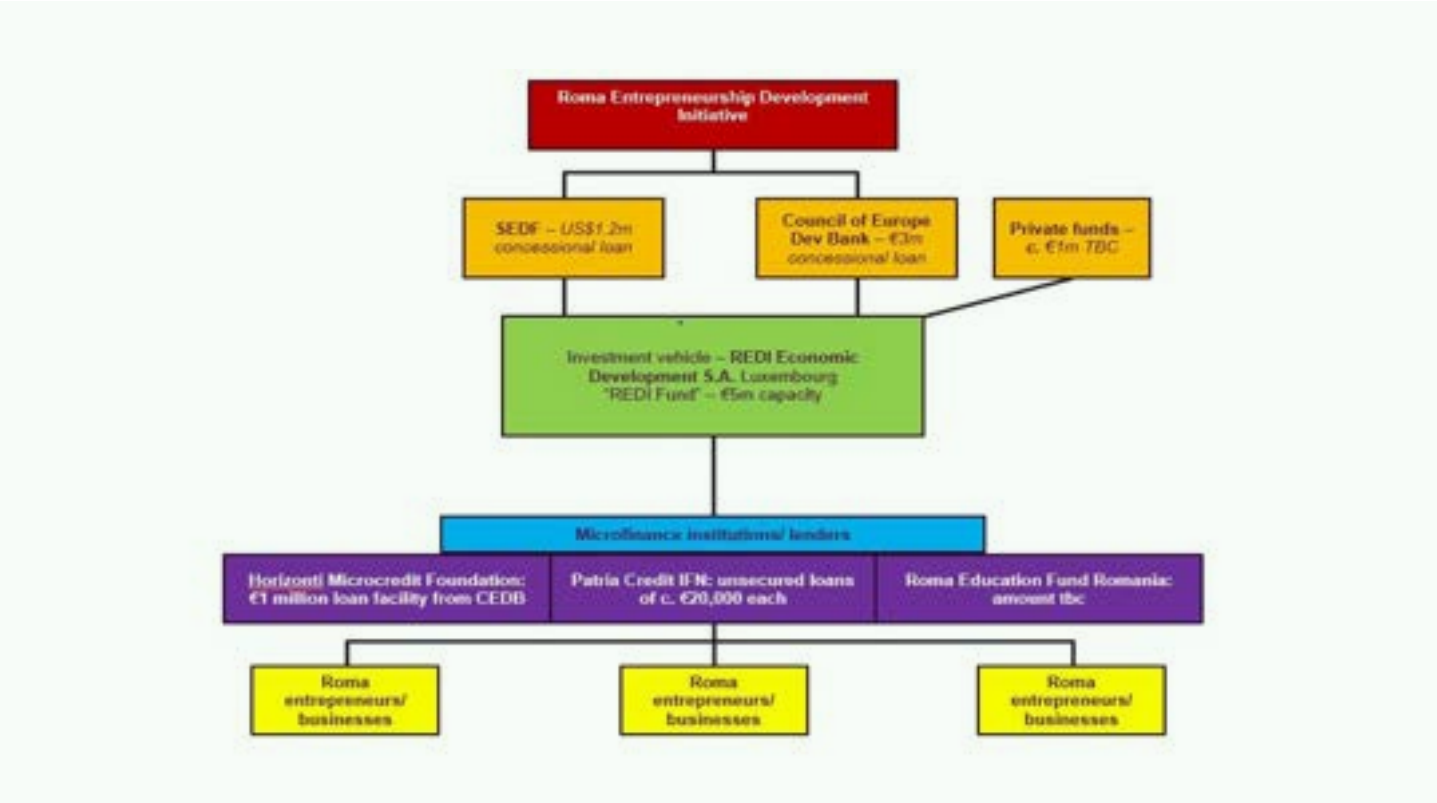 Roma Entrepreneurship Development
Initiative
SEDF – US$1.2m
concessional loan
Council of Europe
Dev Bank – €3m
concessional loan
Private funds –
c. €1m TBC
Investment vehicle – REDI Economic
Development S.A. Luxembourg
"REDI Fund" – €5m capacity
Microfinance institutions/ lenders
Horizonti Microcredit Foundation:
€1 million loan facility from CEDB
Patria Credit IFN: unsecured loans
of c. €20,000 each
Roma Education Fund Romania:
amount tbc
Roma
entrepreneurs/
businesses
Roma
entrepreneurs/
businesses
Roma
entrepreneurs/
businesses